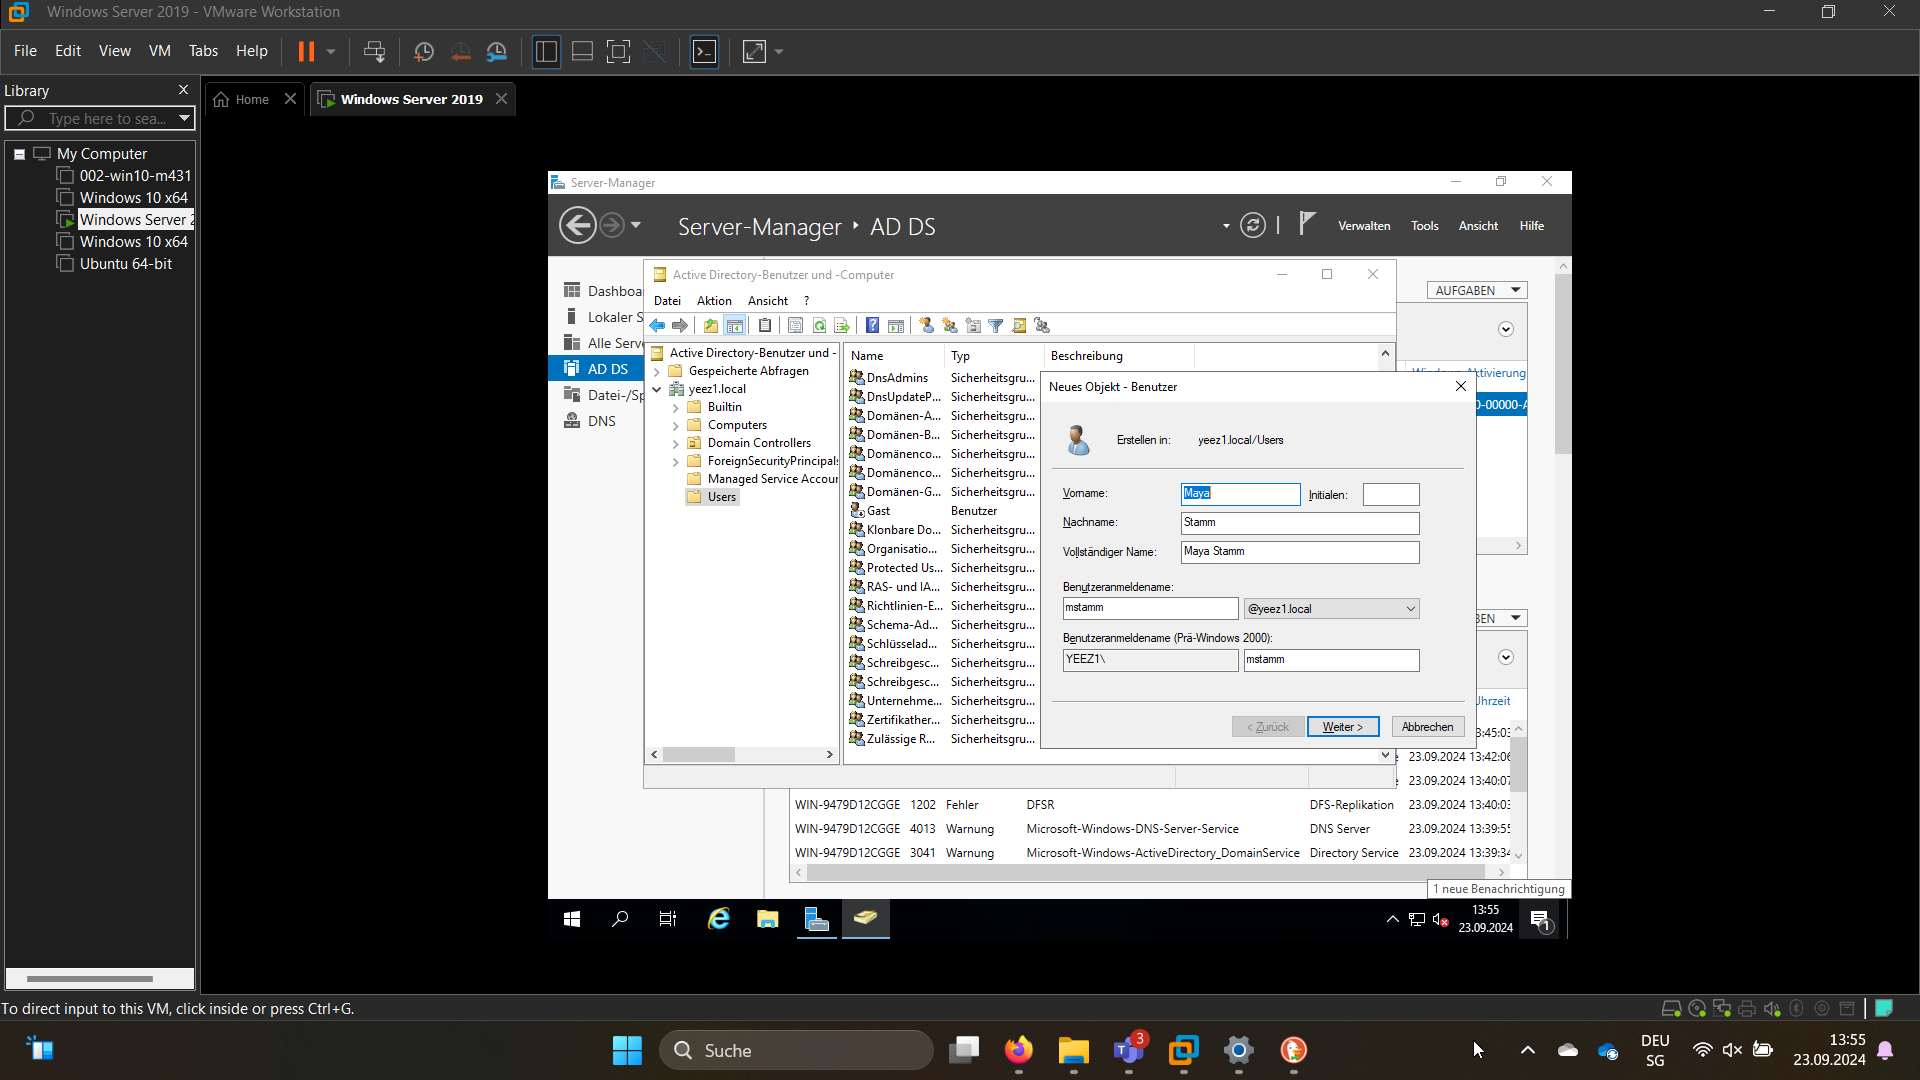 Windows Server 2019 - VMware Workstation
File Edit View VM Tabs Help
Library
Home
Windows Server 2019
Type here to sea...
My Computer
002-win10-m431
Windows 10 x64
Windows Server 2
Windows 10 x64
Ubuntu 64-bit
Server-Manager
Server-Manager AD DS
Verwalten Tools Ansicht Hilfe
Dashboa
Lokaler S
Alle Serv
AD DS
Datei-/Sp
DNS
AUFGABEN
Active Directory-Benutzer und -Computer
Datei Aktion Ansicht ?
Active Directory-Benutzer und -
Gespeicherte Abfragen
yeez1.local
Builtin
Computers
Domain Controllers
ForeignSecurityPrincipals
Managed Service Accour
Users
Name Typ Beschreibung
DnsAdmins Sicherheitsgru...
DnsUpdateP... Sicherheitsgru...
Domänen-A... Sicherheitsgru...
Domänen-B... Sicherheitsgru...
Domänenco... Sicherheitsgru...
Domänenco... Sicherheitsgru...
Domänen-G... Sicherheitsgru...
Gast Benutzer
Klonbare Do... Sicherheitsgru...
Organisatio... Sicherheitsgru...
Protected Us... Sicherheitsgru...
RAS- und IA... Sicherheitsgru...
Richtlinien-E... Sicherheitsgru...
Schema-Ad... Sicherheitsgru...
Schlüsselad... Sicherheitsgru...
Schreibgesc... Sicherheitsgru...
Schreibgesc... Sicherheitsgru...
Unternehme... Sicherheitsgru...
Zertifikather... Sicherheitsgru...
Zulässige R... Sicherheitsgru...
Neues Objekt - Benutzer
Erstellen in: yeez1.local/Users
Vorname: Maya Initialen:
Nachname: Stamm
Vollständiger Name: Maya Stamm
Benutzeranmeldename:
mstamm @yeez1.local
Benutzeranmeldename (Prä-Windows 2000):
YEEZ1\ mstamm
< Zurück Weiter > Abbrechen
Windows-Aktivierung
0-00000-A
BEN
Uhrzeit
3:45:03
23.09.2024 13:42:06
23.09.2024 13:40:07
WIN-9479D12CGGE 1202 Fehler DFSR DFS-Replikation 23.09.2024 13:40:03
WIN-9479D12CGGE 4013 Warnung Microsoft-Windows-DNS-Server-Service DNS Server 23.09.2024 13:39:55
WIN-9479D12CGGE 3041 Warnung Microsoft-Windows-ActiveDirectory_DomainService Directory Service 23.09.2024 13:39:34
1 neue Benachrichtigung
13:55
23.09.2024
1
To direct input to this VM, click inside or press Ctrl+G.
Suche
3
DEU
SG
13:55
23.09.2024